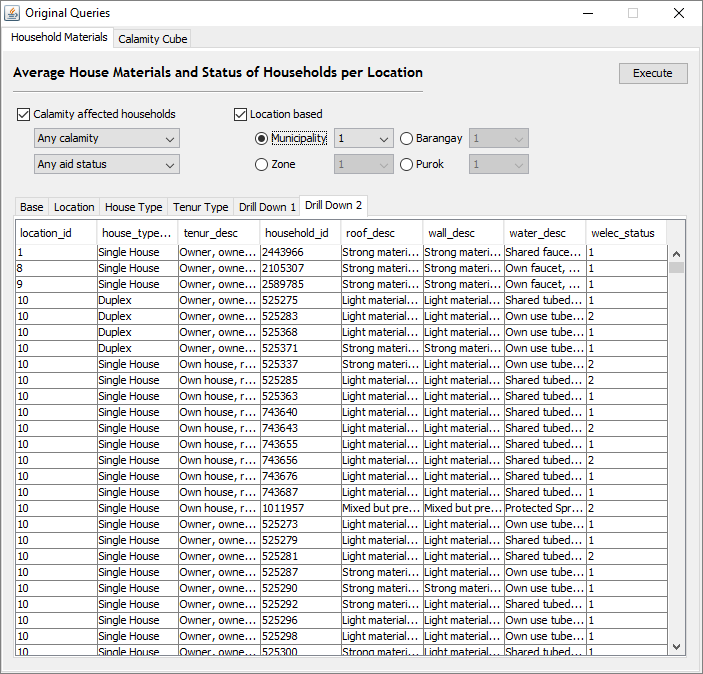 Original Queries
Household Materials Calamity Cube
Average House Materials and Status of Households per Location Execute
Calamity affected households Location based
Any calamity Municipality 1 Barangay 1
Any aid status Zone 1 Purok 1
Base Location House Type Tenur Type Drill Down 1 Drill Down 2
location_id house_type... tenur_desc household_id roof_desc wall_desc water_desc welec_status
1 Single House Owner, owne... 2443966 Strong materi... Strong materi... Shared fauce... 1
8 Single House Owner, owne... 2105307 Strong materi... Strong materi... Own faucet, ... 1
9 Single House Owner, owne... 2589785 Strong materi... Strong materi... Own faucet, ... 1
10 Duplex Owner, owne... 525275 Light material... Light material... Shared tubed... 1
10 Duplex Owner, owne... 525283 Light material... Light material... Own use tube... 2
10 Duplex Owner, owne... 525368 Light material... Light material... Own use tube... 1
10 Duplex Owner, owne... 525371 Strong materi... Strong materi... Own use tube... 1
10 Single House Own house, r... 525337 Strong materi... Light material... Own use tube... 2
10 Single House Own house, r... 525285 Light material... Light material... Shared tubed... 2
10 Single House Own house, r... 525363 Light material... Light material... Shared tubed... 1
10 Single House Own house, r... 743640 Light material... Light material... Shared tubed... 1
10 Single House Own house, r... 743643 Light material... Light material... Shared tubed... 2
10 Single House Own house, r... 743655 Light material... Light material... Shared tubed... 1
10 Single House Own house, r... 743656 Light material... Light material... Shared tubed... 2
10 Single House Own house, r... 743676 Light material... Light material... Shared tubed... 1
10 Single House Own house, r... 743687 Light material... Light material... Shared tubed... 1
10 Single House Own house, r... 1011957 Mixed but pre... Mixed but pre... Protected Spr... 2
10 Single House Owner, owne... 525273 Light material... Light material... Own use tube... 1
10 Single House Owner, owne... 525279 Light material... Light material... Shared tubed... 1
10 Single House Owner, owne... 525281 Light material... Light material... Shared tubed... 2
10 Single House Owner, owne... 525287 Strong materi... Light material... Own use tube... 1
10 Single House Owner, owne... 525290 Strong materi... Strong materi... Own use tube... 1
10 Single House Owner, owne... 525292 Strong materi... Light material... Shared tubed... 1
10 Single House Owner, owne... 525296 Light material... Light material... Own use tube... 1
10 Single House Owner, owne... 525298 Light material... Light material... Own use tube... 1
10 Single House Owner, owne... 525300 Strong materi... Light material... Shared tubed... 1